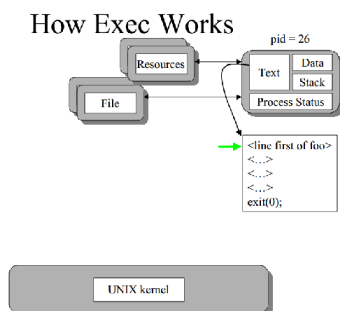 How Exec Works
pid = 26
Resources
Text
Data
Stack
File
Process Status
<line first of foo>
<...>
<...>
<...>
exit(0);
UNIX kernel